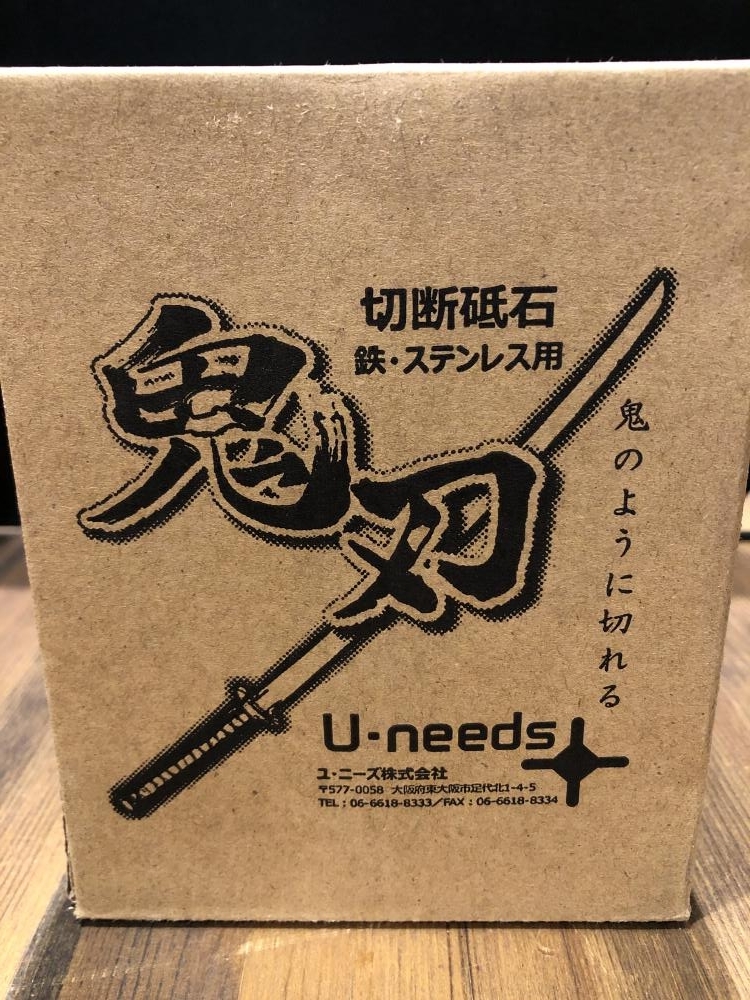 切断砥石
鉄・ステンレス用
鬼刃
鬼のように切れる
U・needs
ユ・ニーズ株式会社
〒577-0058 大阪府東大阪市足代北1-4-5
TEL：06-6618-8333／FAX：06-6618-8334